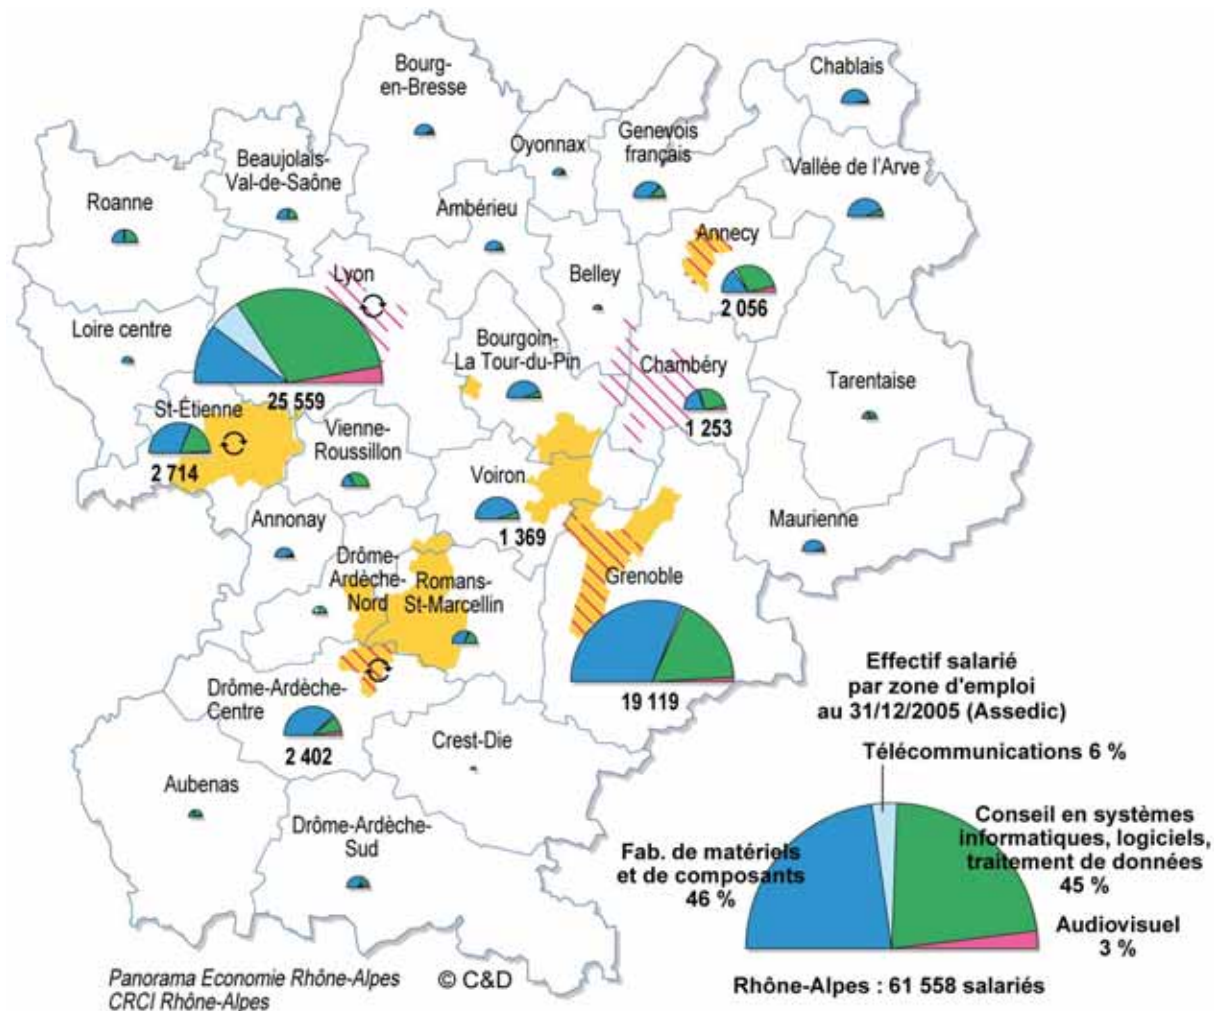 Bourg-
en-Bresse
Chablais
Oyonnax
Genevois
français
Beaujolais-
Val-de-Saône
Vallée de l'Arve
Roanne
Ambérieu
Annecy
2 056
Lyon
25 559
Belley
Loire centre
Bourgoin-
La Tour-du-Pin
Chambéry
1 253
Tarentaise
St-Étienne
2 714
Vienne-
Roussillon
Voiron
1 369
Annonay
Maurienne
Drôme-
Ardèche-
Nord
Romans-
St-Marcellin
Grenoble
19 119
Drôme-Ardèche-
Centre
2 402
Crest-Die
Aubenas
Drôme-Ardèche-
Sud
Effectif salarié
par zone d'emploi
au 31/12/2005 (Assedic)
Télécommunications 6 %
Fab. de matériels
et de composants
46 %
Conseil en systèmes
informatiques, logiciels,
traitement de données
45 %
Audiovisuel
3 %
Rhône-Alpes : 61 558 salariés
Panorama Economie Rhône-Alpes © C&D
CRCI Rhône-Alpes